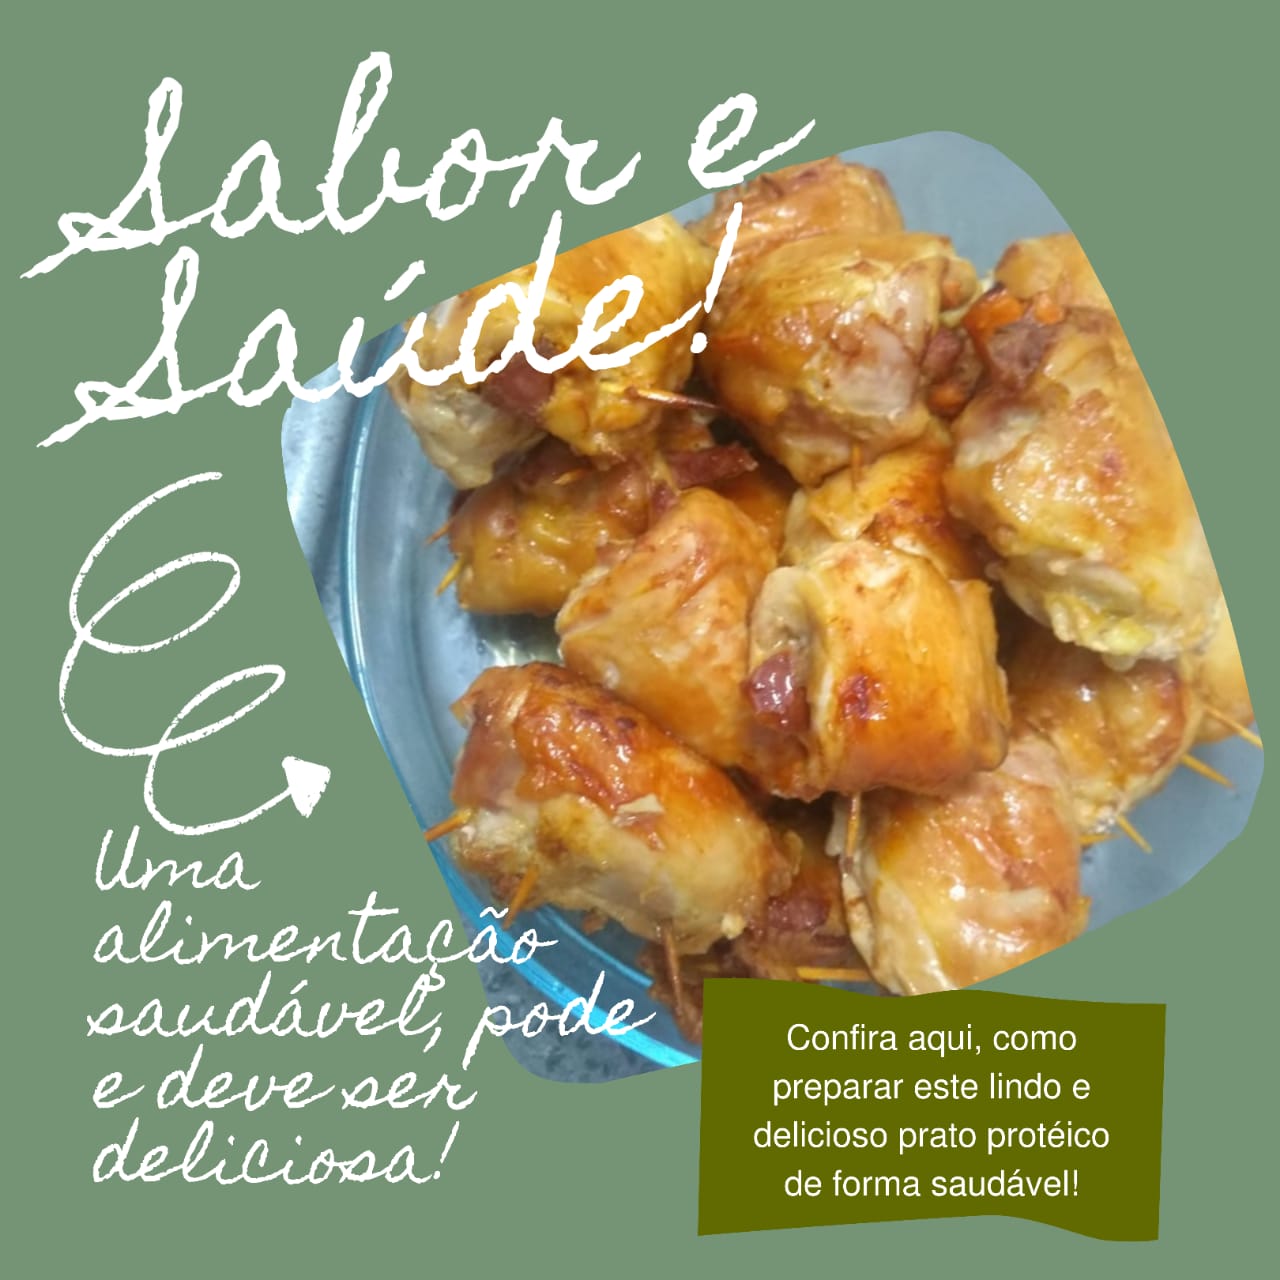 Sabor e
Saúde!
Uma
alimentação
saudável, pode
e deve ser
deliciosa!
Confira aqui, como
preparar este lindo e
delicioso prato protéico
de forma saudável!